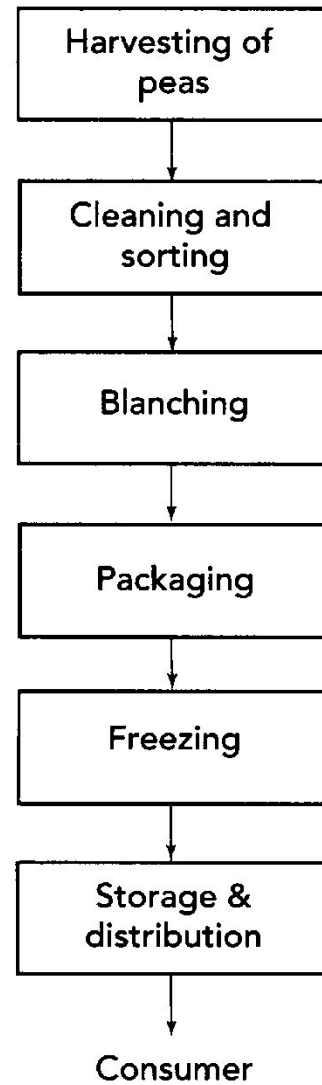 Harvesting of
peas
Cleaning and
sorting
Blanching
Packaging
Freezing
Storage &
distribution
Consumer